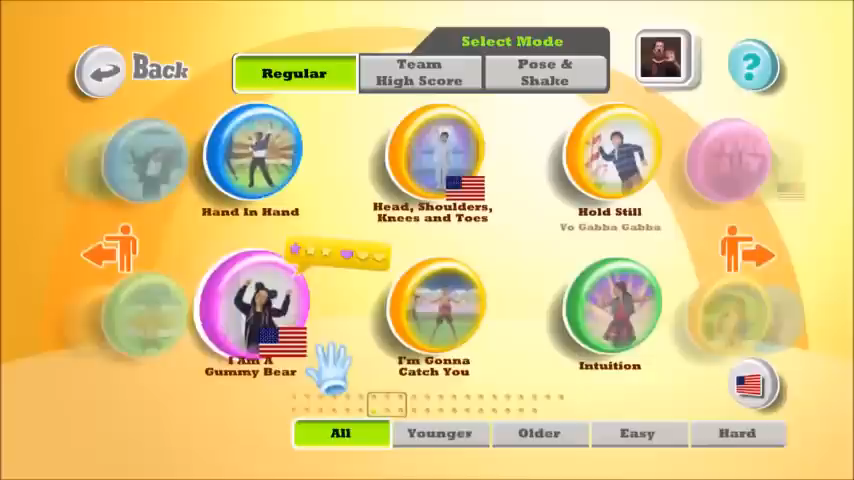 Select Mode
Back
Regular
Team
High Score
Pose &
Shake
?
Hand In Hand
Head, Shoulders,
Knees and Toes
Hold Still
Yo Gabba Gabba
I Am A
Gummy Bear
I'm Gonna
Catch You
Intuition
All
Younger
Older
Easy
Hard